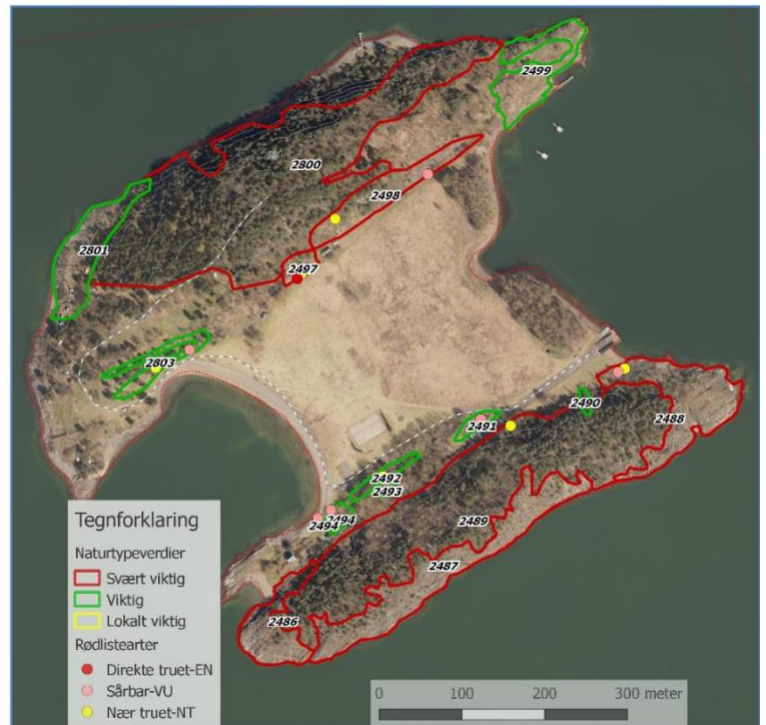 2499
2800
2498
2801
2497
2803
2490
2491
2488
2492
2493
2494
2494
2489
2487
2486
Tegnforklaring
Naturtypeverdier
Svært viktig
Viktig
Lokalt viktig
Rødlistearter
Direkte truet-EN
Sårbar-VU
Nær truet-NT
0 100 200 300 meter